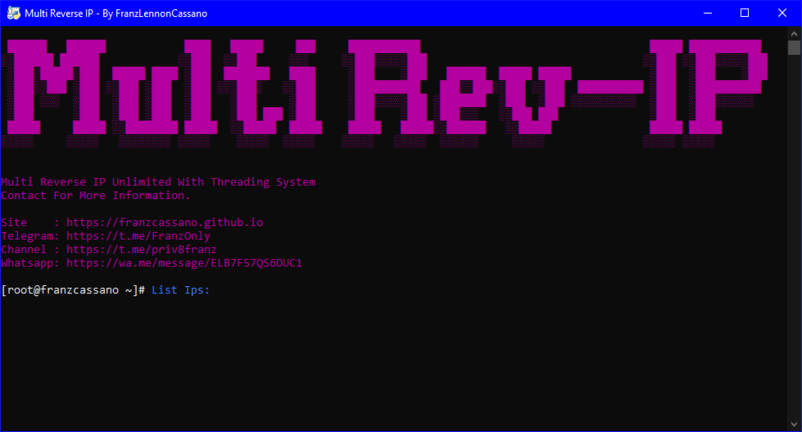 Multi Reverse IP - By FranzLennonCassano
Multi Rev-IP
Multi Reverse IP Unlimited With Threading System
Contact For More Information.
Site    : https://franzcassano.github.io
Telegram: https://t.me/FranzOnly
Channel : https://t.me/priv8franz
Whatsapp: https://wa.me/message/ELB7F57QS6DUC1
[root@franzcassano ~]# List Ips: